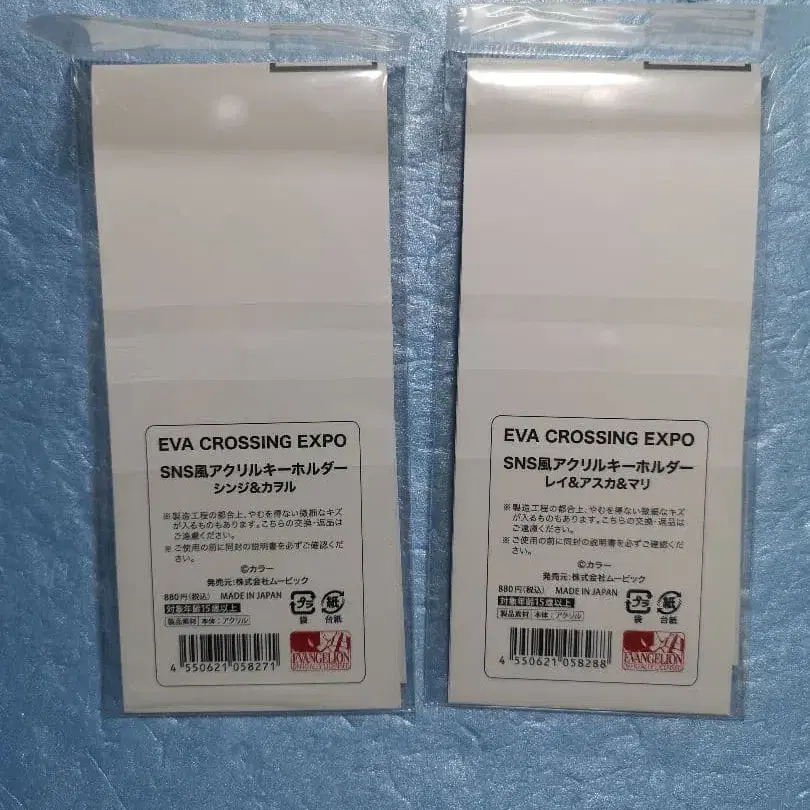 EVA CROSSING EXPO
SNS風アクリルキーホルダー
シンジ&カヲル
※製造工程の都合上、やむを得ない微細なキズ
が入るものもあります。こちらの交換・返品は
ご遠慮ください。
※ご使用の前に同封の説明書を必ずご確認くだ
さい。
©カラー
発売元:株式会社ムービック
880円(税込) MADE IN JAPAN
対象年齢15歳以上
製品素材 本体:アクリル
プラ
袋
紙
台紙
4 550621 058271
EVANGELION
EVA CROSSING EXPO
SNS風アクリルキーホルダー
レイ&アスカ&マリ
※製造工程の都合上、やむを得ない微細なキズ
が入るものもあります。こちらの交換・返品は
ご遠慮ください。
※ご使用の前に同封の説明書を必ずご確認くだ
さい。
©カラー
発売元:株式会社ムービック
880円(税込) MADE IN JAPAN
対象年齢15歳以上
製品素材 本体:アクリル
プラ
袋
紙
台紙
4 550621 058288
EVANGELION